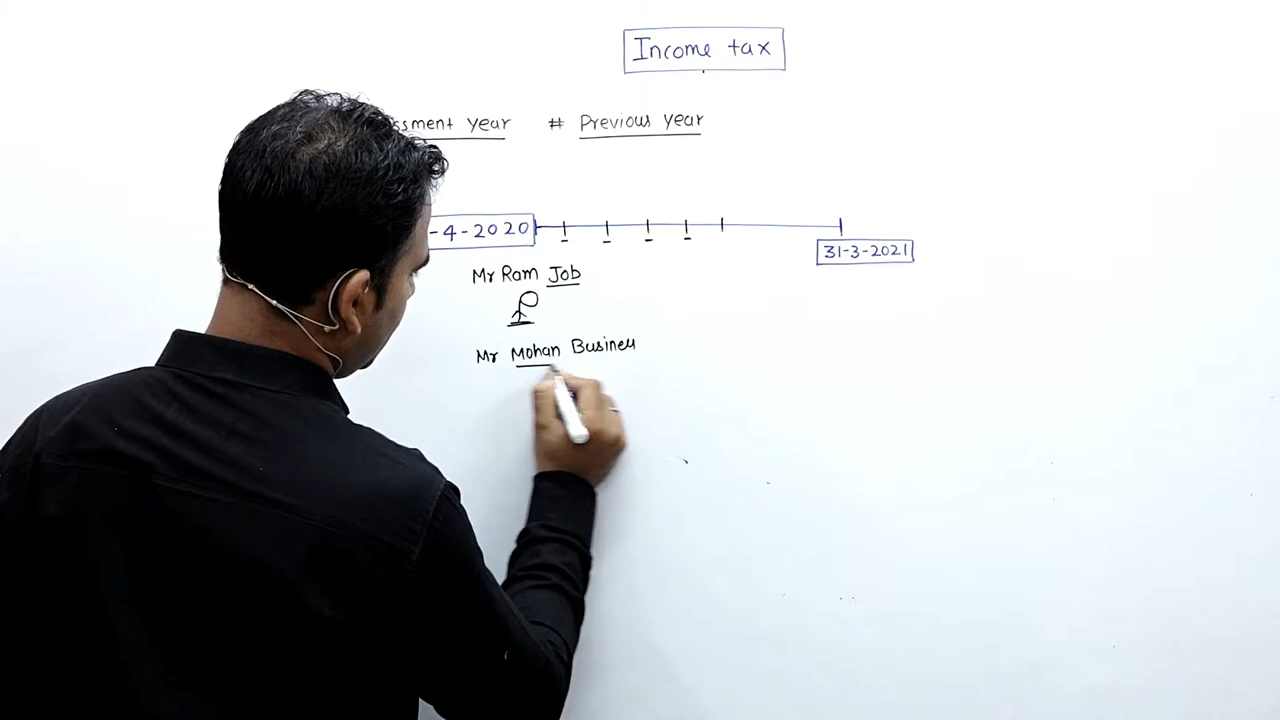 Income tax
ssment year # Previous year
-4-2020
31-3-2021
Mr Ram Job
Mr Mohan Business